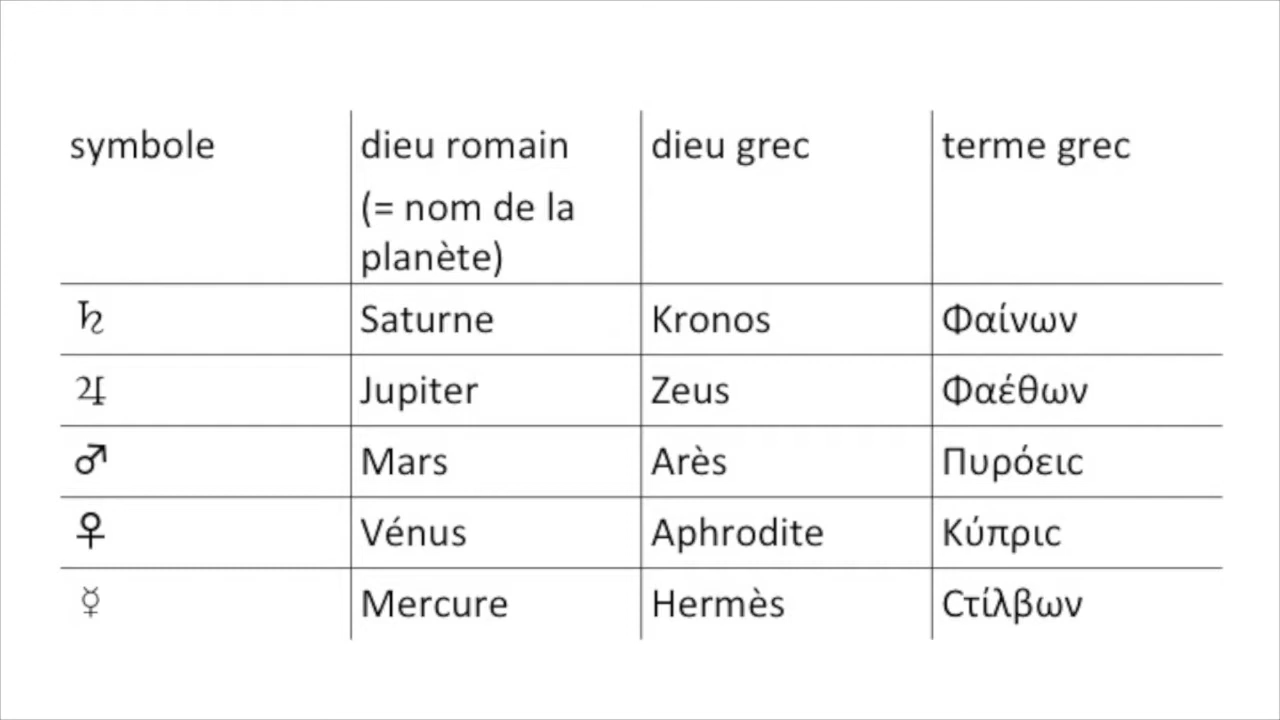 symbole dieu romain dieu grec terme grec
(= nom de la
planète)
♄ Saturne Kronos Φαίνων
♃ Jupiter Zeus Φαέθων
♂ Mars Arès Πυρόειϲ
♀ Vénus Aphrodite Κύπριϲ
☿ Mercure Hermès Ϲτίλβων